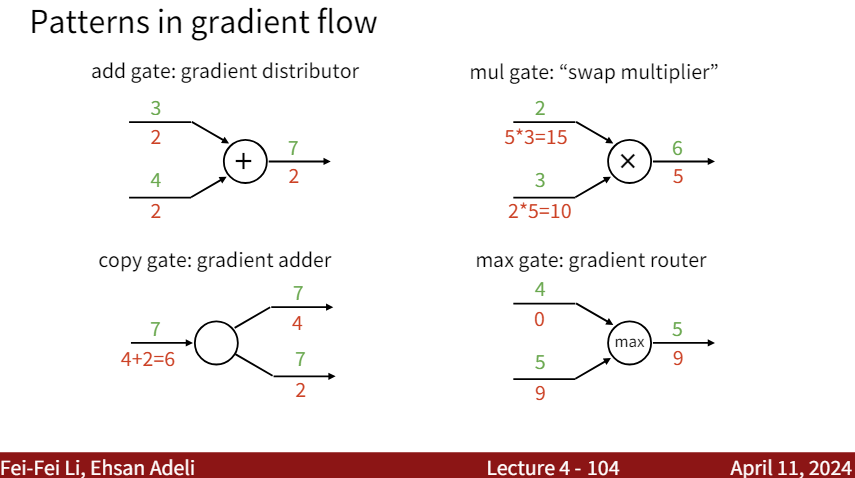 Patterns in gradient flow
add gate: gradient distributor
3
2
4
2
+
7
2
mul gate: “swap multiplier”
2
5*3=15
3
2*5=10
×
6
5
copy gate: gradient adder
7
4+2=6
7
4
7
2
max gate: gradient router
4
0
5
9
max
5
9
Fei-Fei Li, Ehsan Adeli
Lecture 4 - 104
April 11, 2024